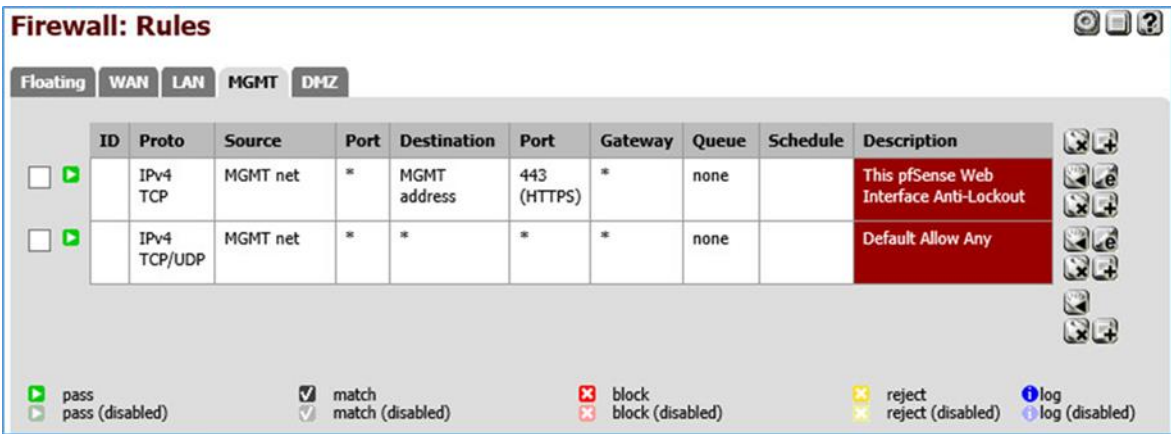 Firewall: Rules
Floating WAN LAN MGMT DMZ
ID Proto Source Port Destination Port Gateway Queue Schedule Description
IPv4 MGMT net * MGMT 443 * none This pfSense Web
TCP address (HTTPS) Interface Anti-Lockout
IPv4 MGMT net * * * * none Default Allow Any
TCP/UDP
pass match block reject log
pass (disabled) match (disabled) block (disabled) reject (disabled) log (disabled)